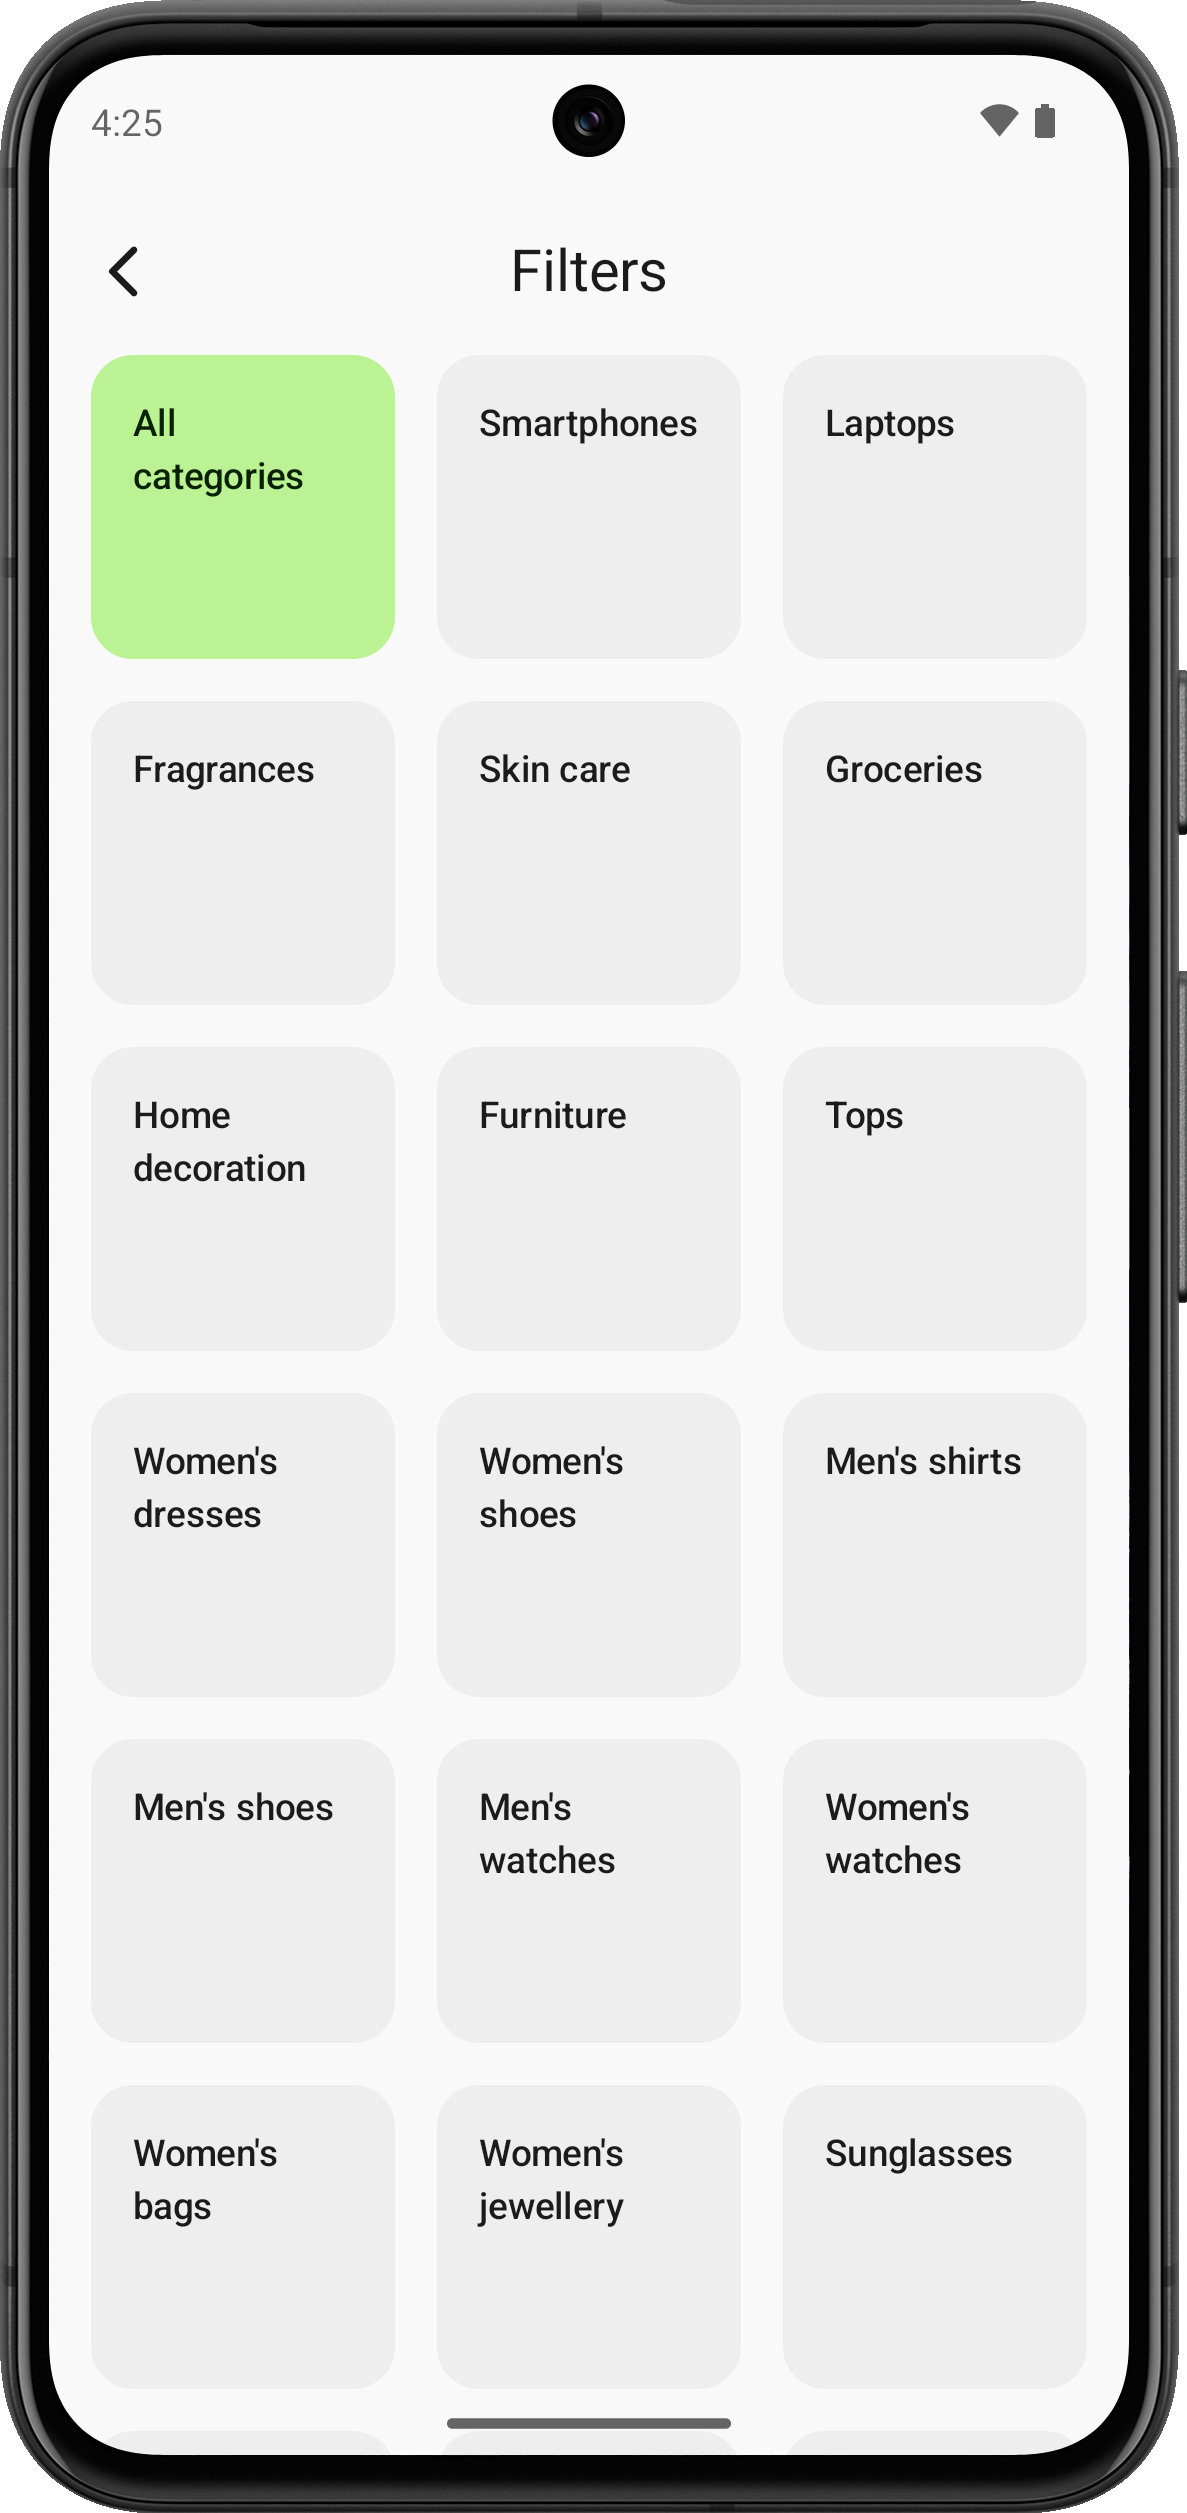 4:25
Filters
All
categories
Smartphones
Laptops
Fragrances
Skin care
Groceries
Home
decoration
Furniture
Tops
Women's
dresses
Women's
shoes
Men's shirts
Men's shoes
Men's
watches
Women's
watches
Women's
bags
Women's
jewellery
Sunglasses